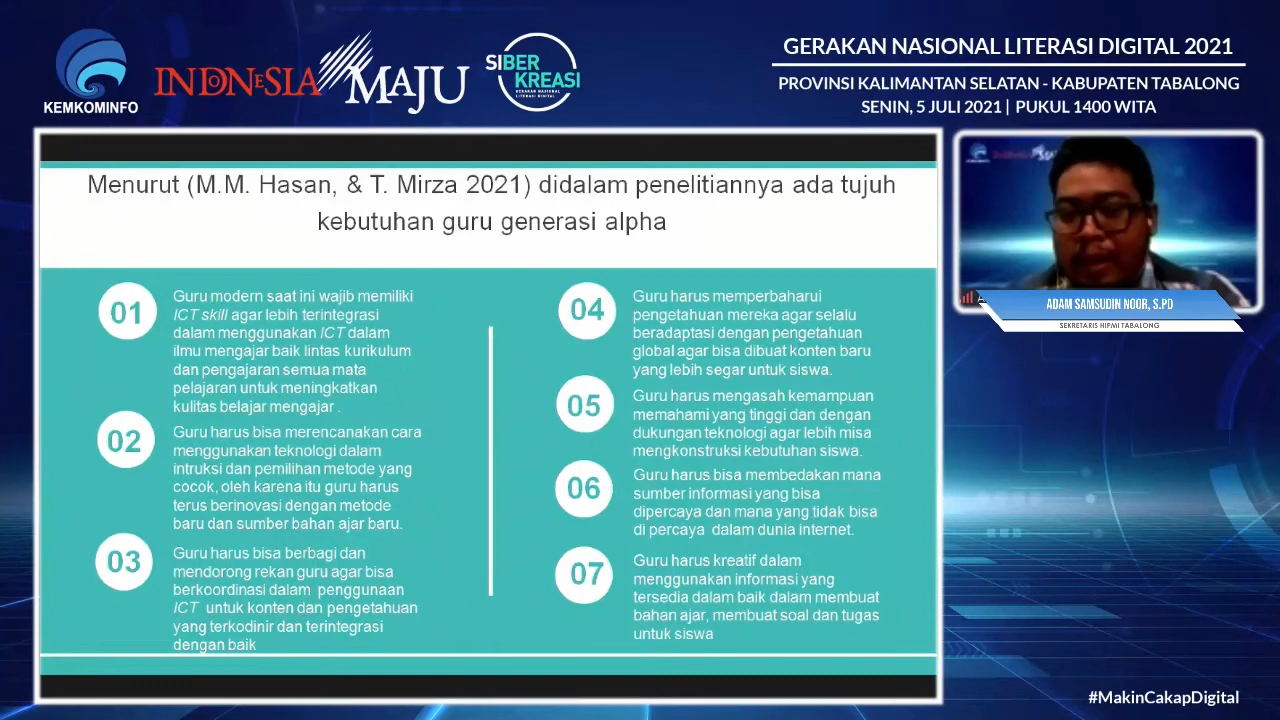 KEMKOMINFO
INDONESIA MAJU
SIBER
KREASI
GERAKAN NASIONAL
LITERASI DIGITAL
GERAKAN NASIONAL LITERASI DIGITAL 2021
PROVINSI KALIMANTAN SELATAN - KABUPATEN TABALONG
SENIN, 5 JULI 2021 | PUKUL 1400 WITA
Menurut (M.M. Hasan, & T. Mirza 2021) didalam penelitiannya ada tujuh
kebutuhan guru generasi alpha
01
Guru modern saat ini wajib memiliki
ICT skill agar lebih terintegrasi
dalam menggunakan ICT dalam
ilmu mengajar baik lintas kurikulum
dan pengajaran semua mata
pelajaran untuk meningkatkan
kulitas belajar mengajar .
02
Guru harus bisa merencanakan cara
menggunakan teknologi dalam
intruksi dan pemilihan metode yang
cocok, oleh karena itu guru harus
terus berinovasi dengan metode
baru dan sumber bahan ajar baru.
03
Guru harus bisa berbagi dan
mendorong rekan guru agar bisa
berkoordinasi dalam penggunaan
ICT untuk konten dan pengetahuan
yang terkodinir dan terintegrasi
dengan baik
04
Guru harus memperbaharui
pengetahuan mereka agar selalu
beradaptasi dengan pengetahuan
global agar bisa dibuat konten baru
yang lebih segar untuk siswa.
05
Guru harus mengasah kemampuan
memahami yang tinggi dan dengan
dukungan teknologi agar lebih misa
mengkonstruksi kebutuhan siswa.
06
Guru harus bisa membedakan mana
sumber informasi yang bisa
dipercaya dan mana yang tidak bisa
di percaya dalam dunia internet.
07
Guru harus kreatif dalam
menggunakan informasi yang
tersedia dalam baik dalam membuat
bahan ajar, membuat soal dan tugas
untuk siswa
ADAM SAMSUDIN NOOR, S.PD
SEKRETARIS HIPMI TABALONG
#MakinCakapDigital